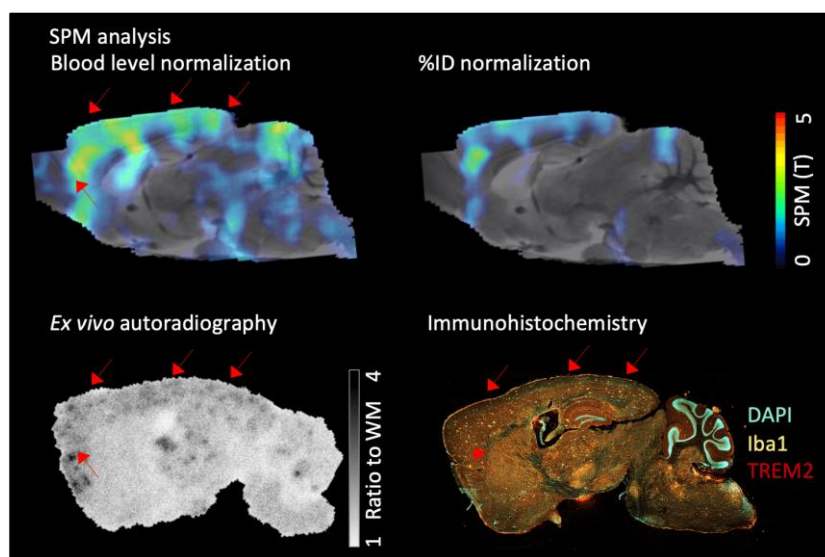 SPM analysis
Blood level normalization
%ID normalization
5
SPM (T)
0
Ex vivo autoradiography
Immunohistochemistry
4
Ratio to WM
1
DAPI
Iba1
TREM2